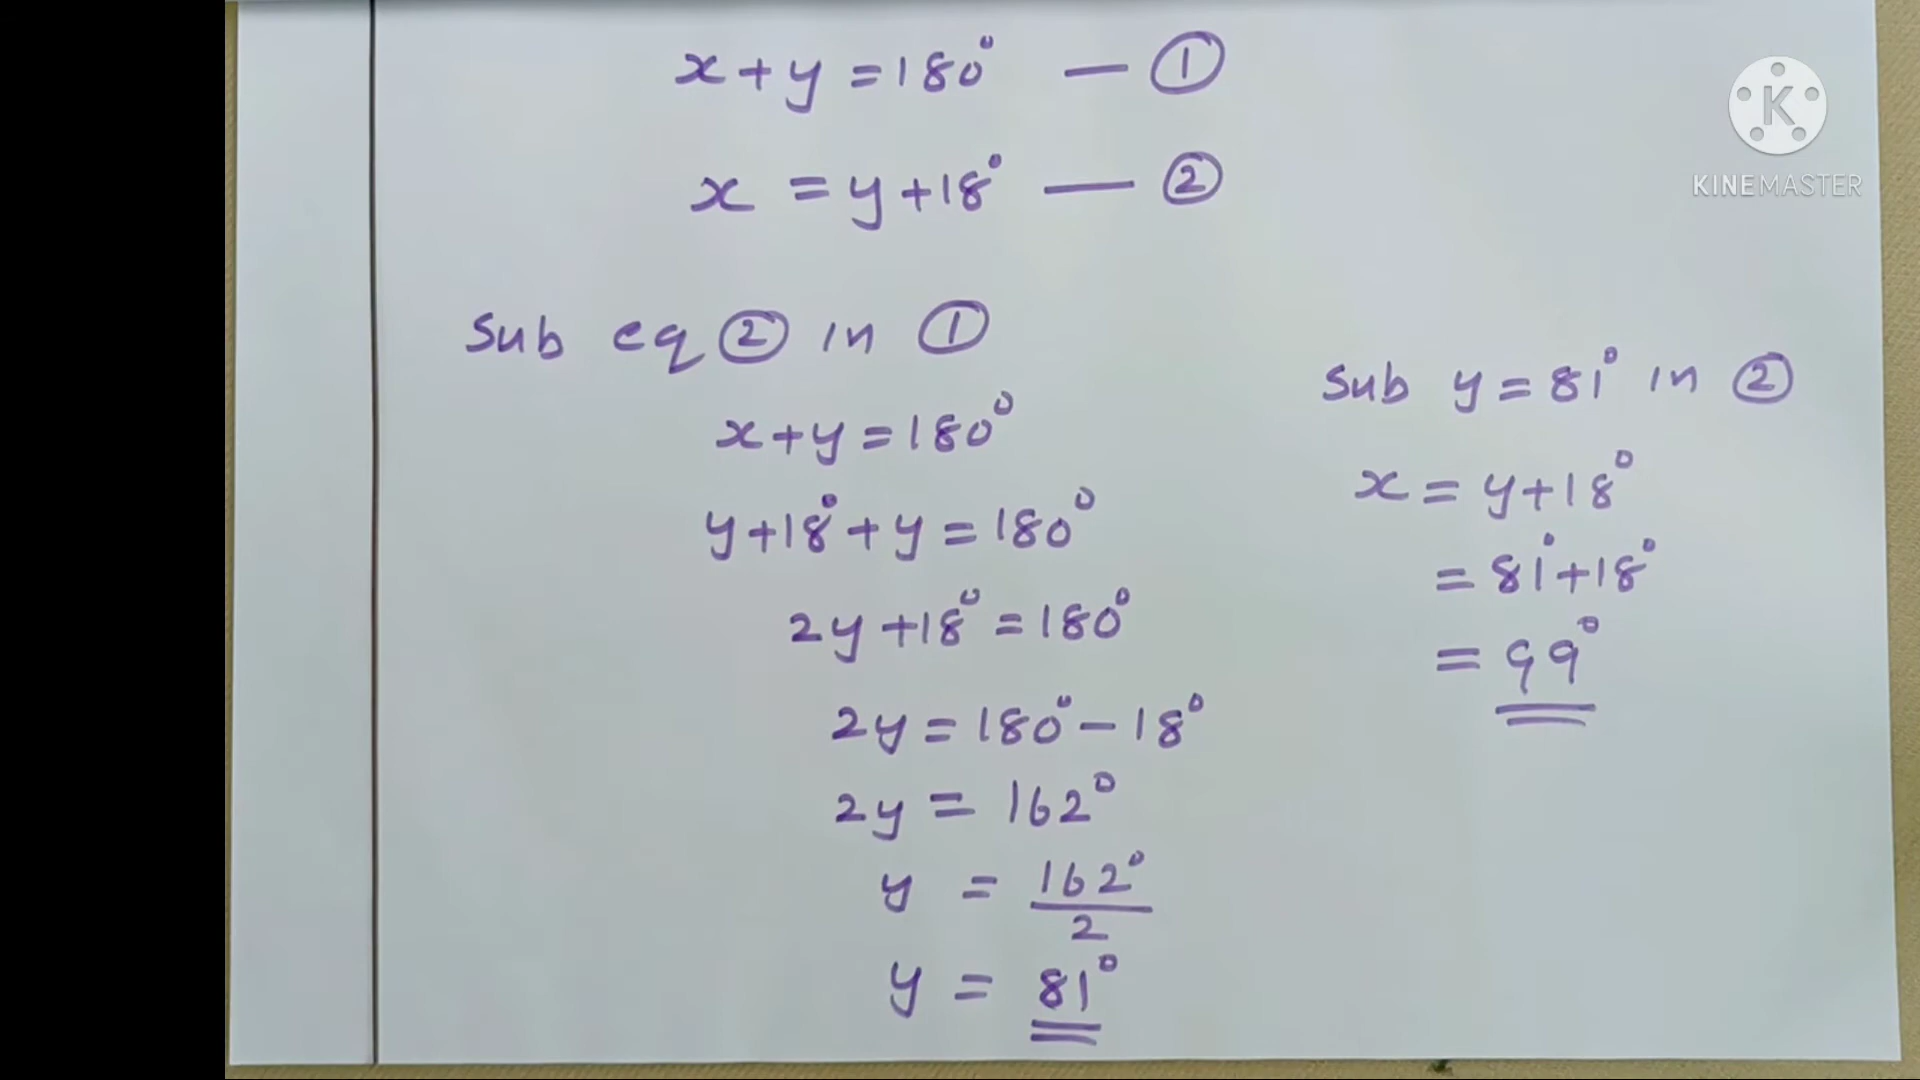 x + y = 180° — ①
x = y + 18° — ②
K
KINEMASTER
Sub eq ② in ①
x + y = 180°
y + 18° + y = 180°
2y + 18° = 180°
2y = 180° - 18°
2y = 162°
y = 162°/2
y = 81°
Sub y = 81° in ②
x = y + 18°
= 81° + 18°
= 99°